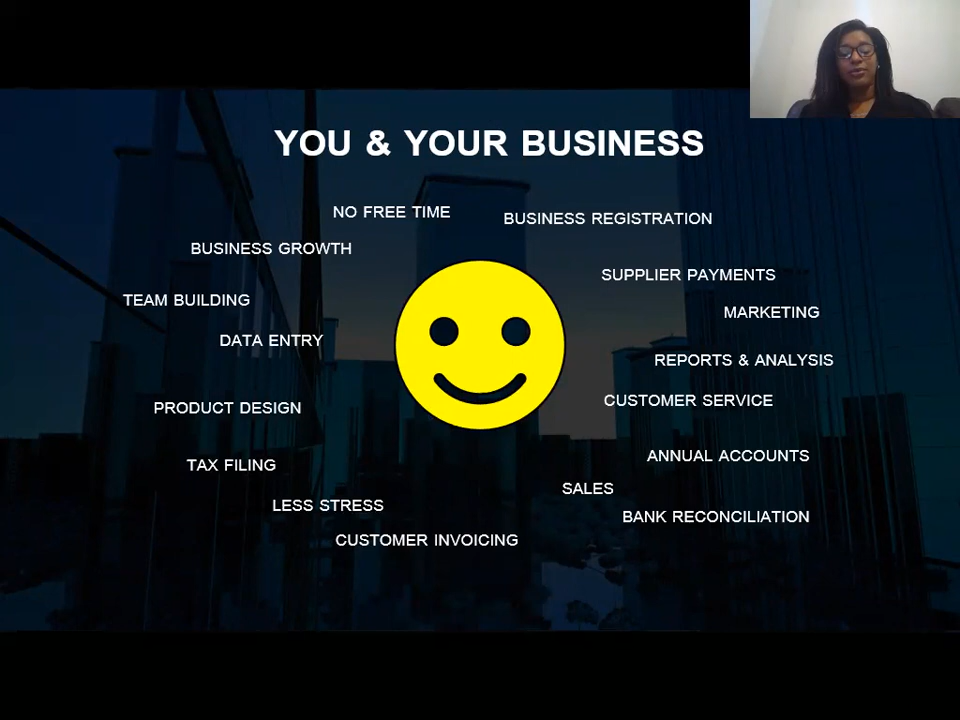 YOU & YOUR BUSINESS
NO FREE TIME
BUSINESS REGISTRATION
BUSINESS GROWTH
SUPPLIER PAYMENTS
TEAM BUILDING
MARKETING
DATA ENTRY
REPORTS & ANALYSIS
CUSTOMER SERVICE
PRODUCT DESIGN
ANNUAL ACCOUNTS
TAX FILING
SALES
LESS STRESS
BANK RECONCILIATION
CUSTOMER INVOICING